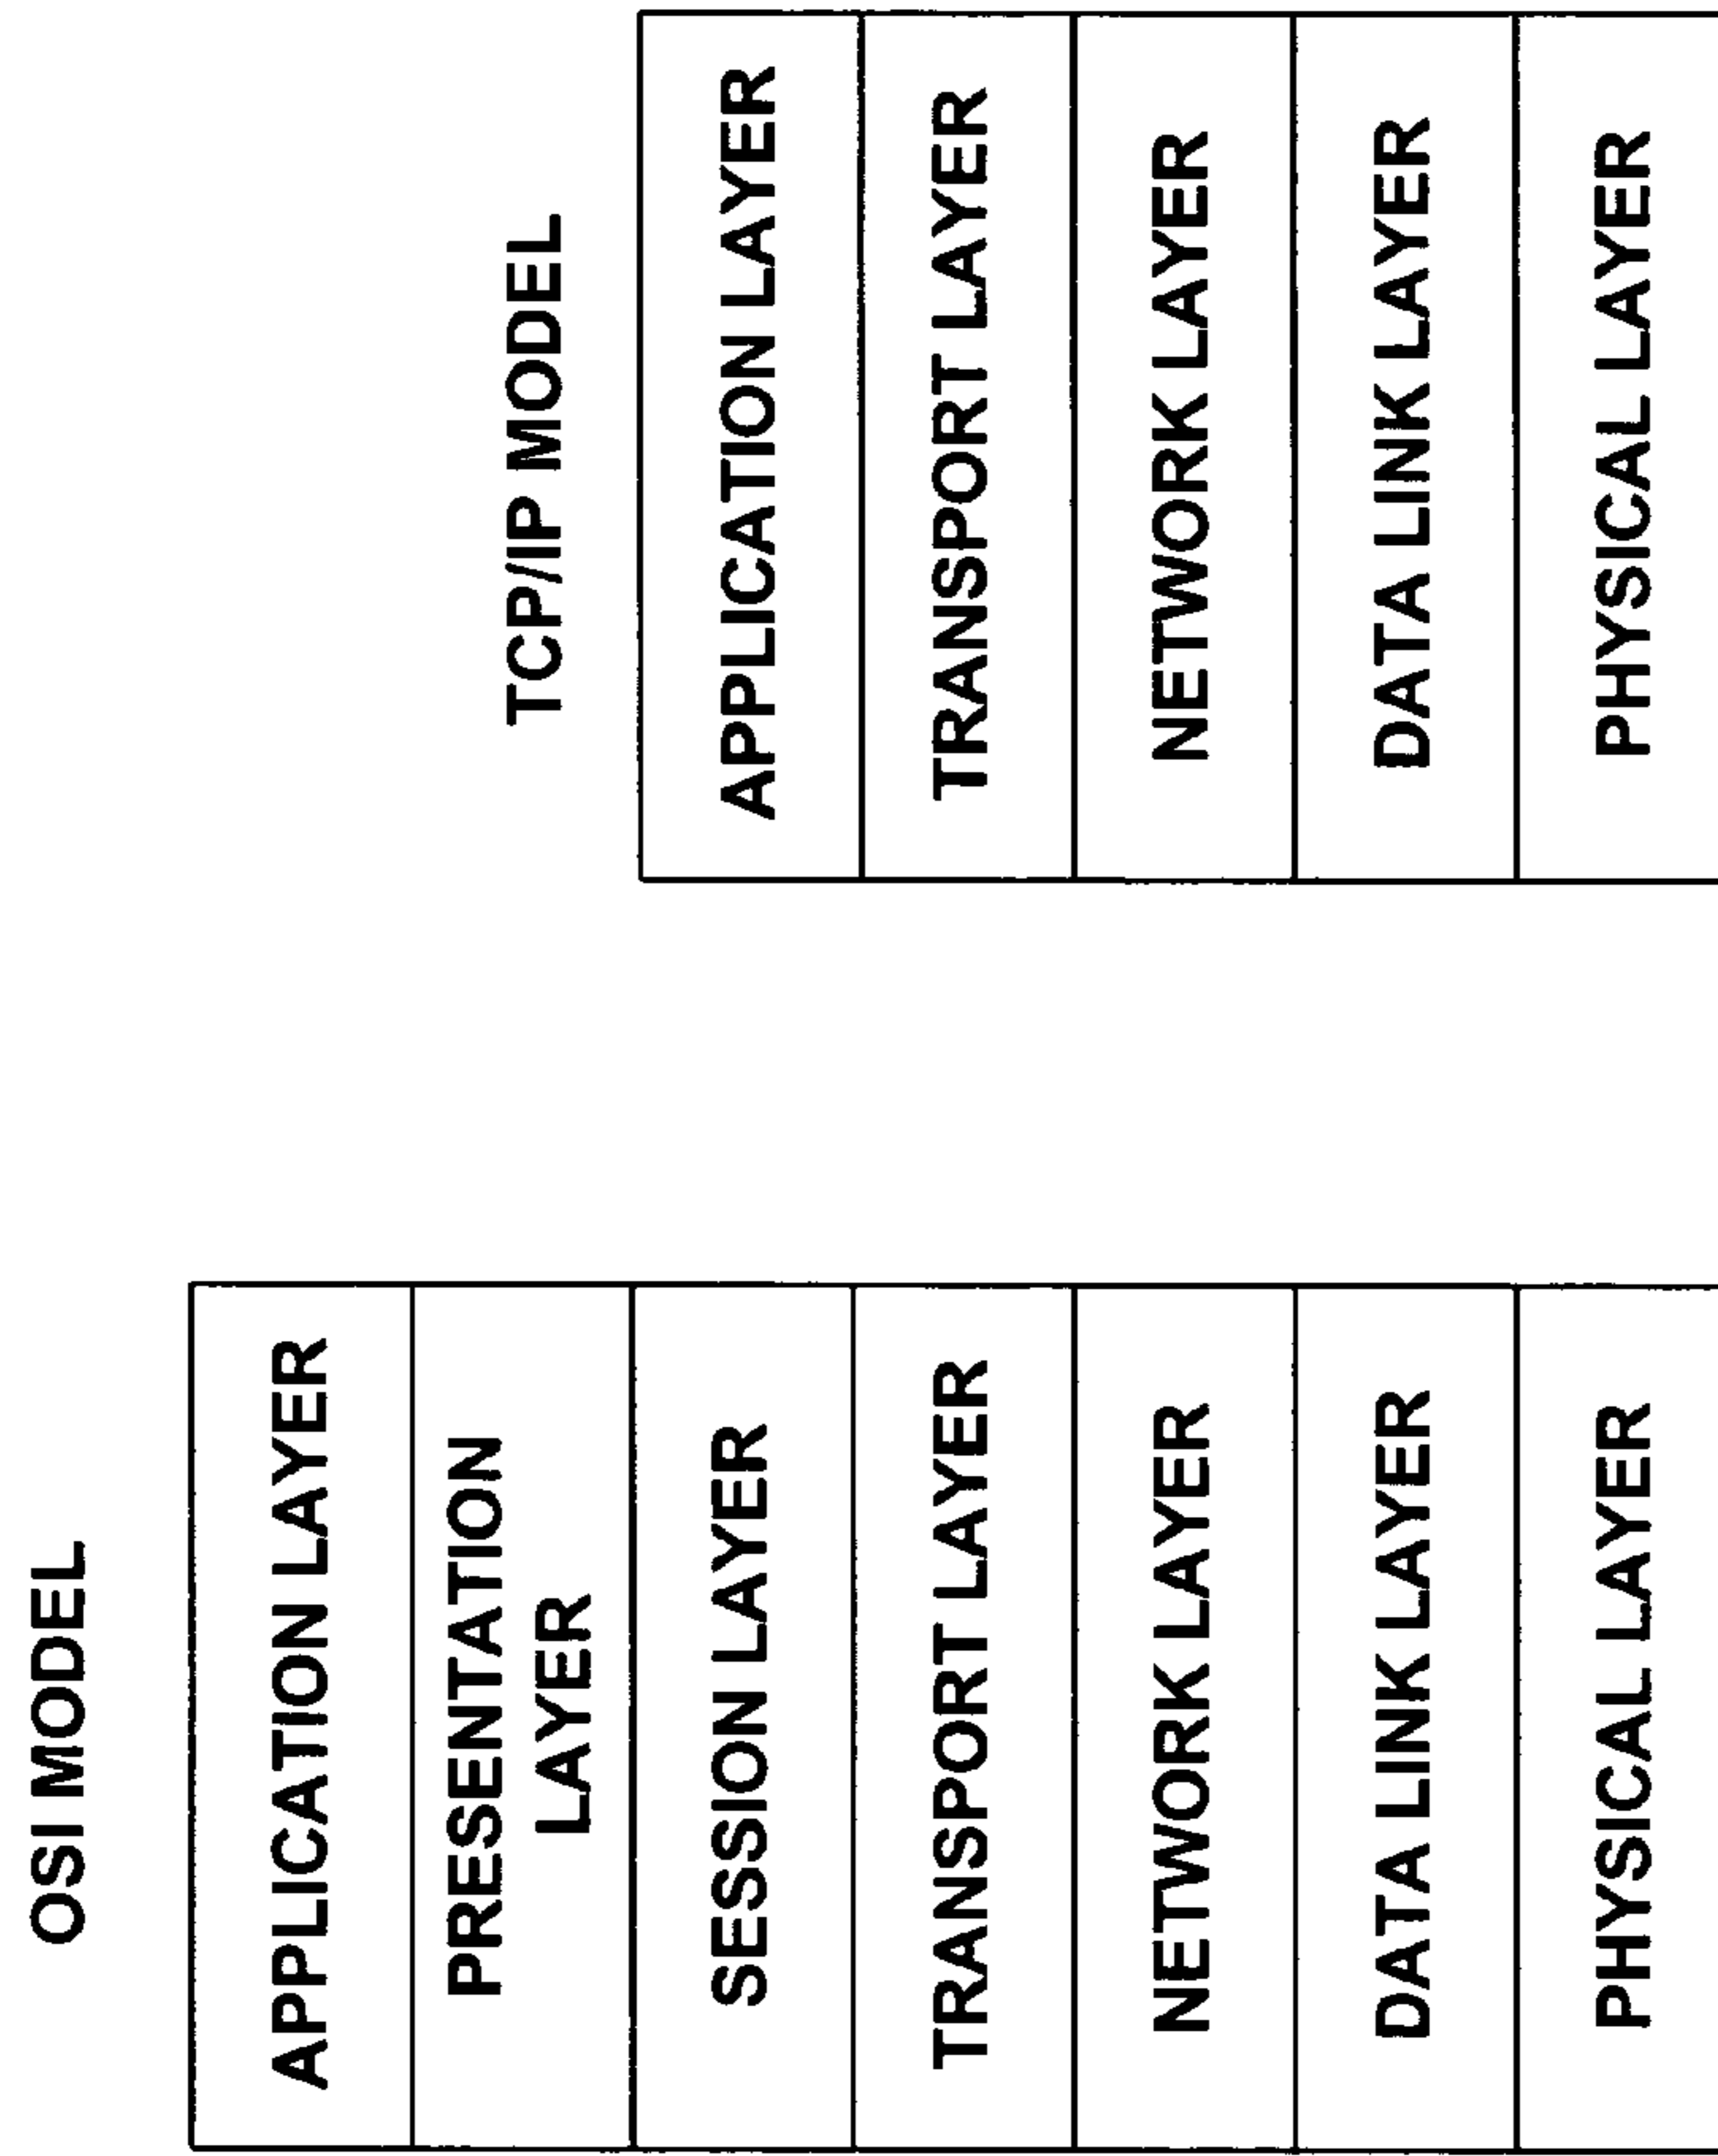 OSI MODEL
APPLICATION LAYER
PRESENTATION
LAYER
SESSION LAYER
TRANSPORT LAYER
NETWORK LAYER
DATA LINK LAYER
PHYSICAL LAYER
TCP/IP MODEL
APPLICATION LAYER
TRANSPORT LAYER
NETWORK LAYER
DATA LINK LAYER
PHYSICAL LAYER